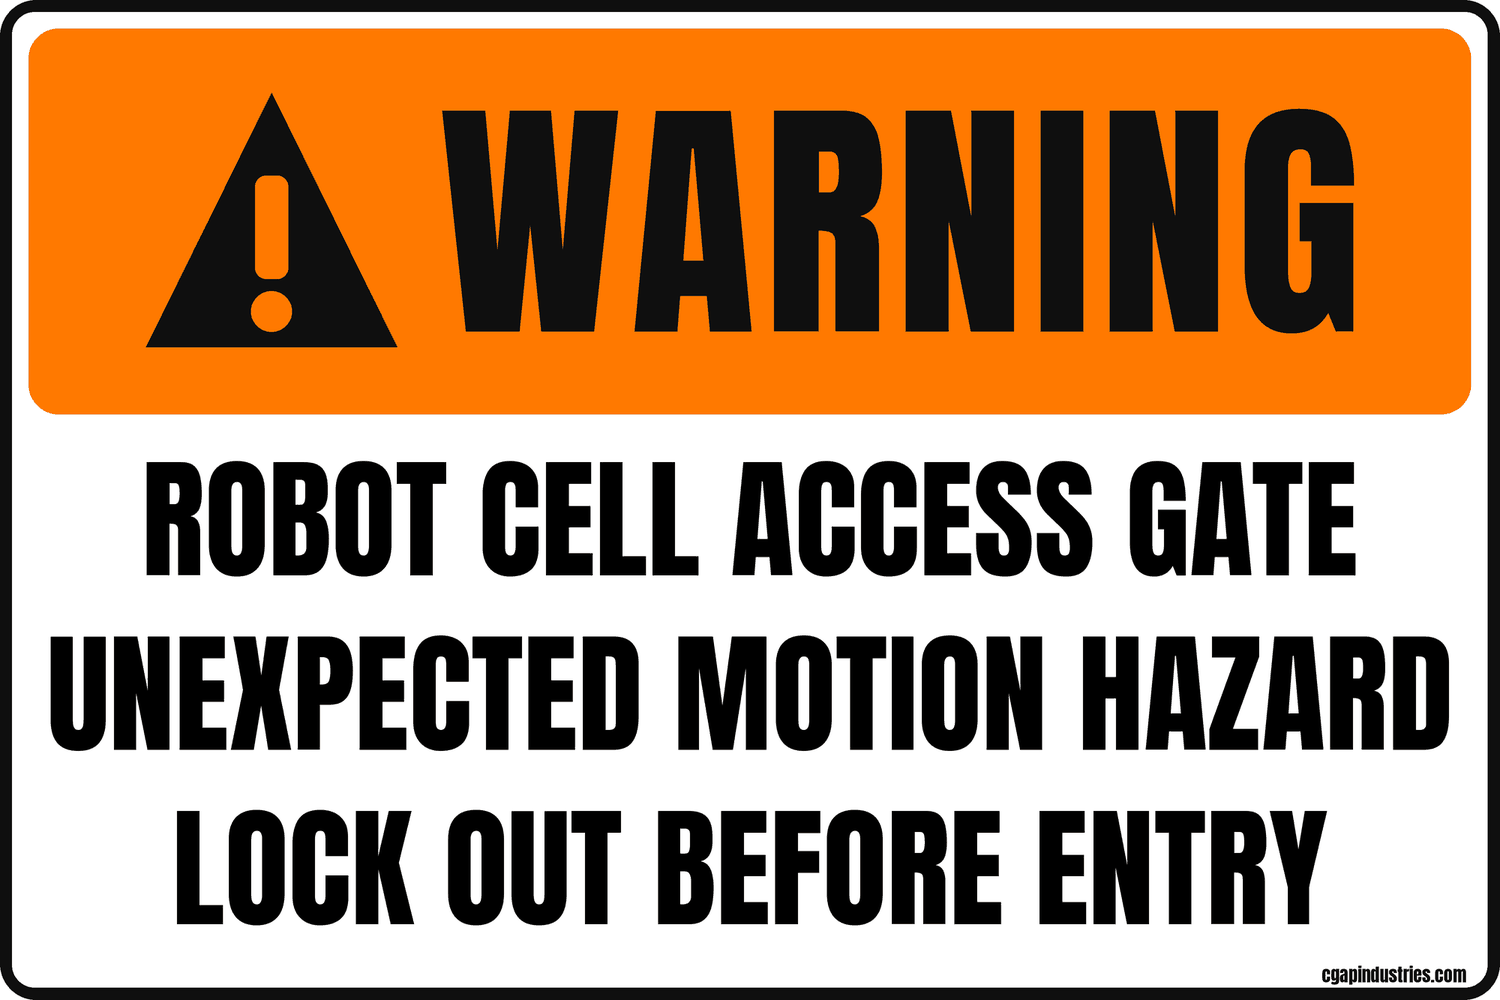 WARNING
ROBOT CELL ACCESS GATE
UNEXPECTED MOTION HAZARD
LOCK OUT BEFORE ENTRY
cgapindustries.com